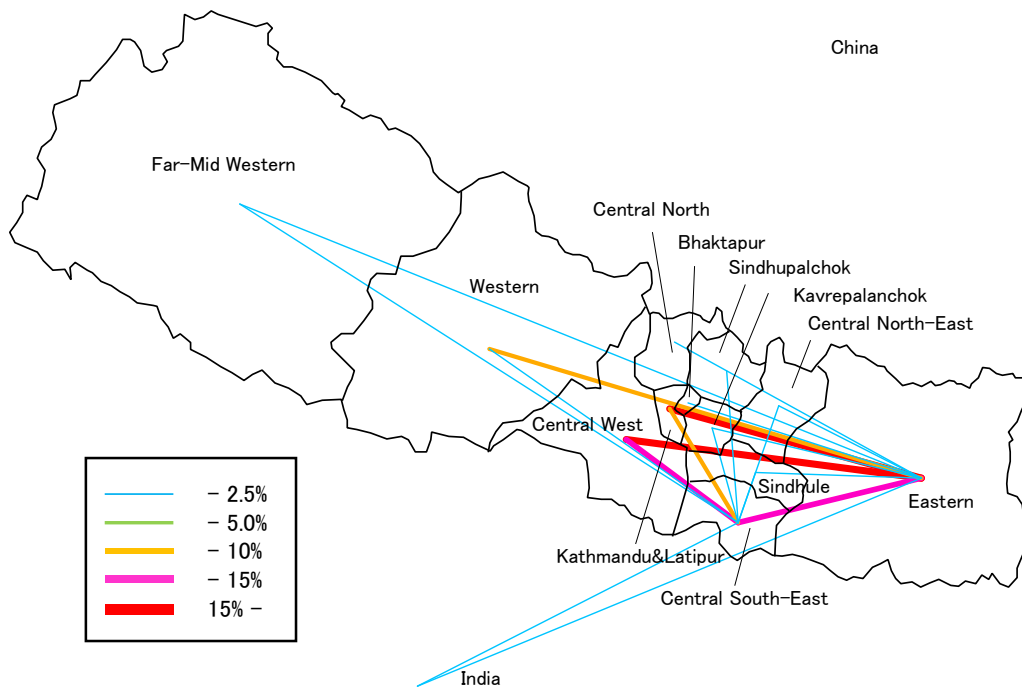 China
Far-Mid Western
Central North
Bhaktapur
Sindhupalchok
Western
Kavrepalanchok
Central North-East
Central West
Sindhule
Eastern
Kathmandu&Latipur
Central South-East
India
- 2.5%
- 5.0%
- 10%
- 15%
15% -